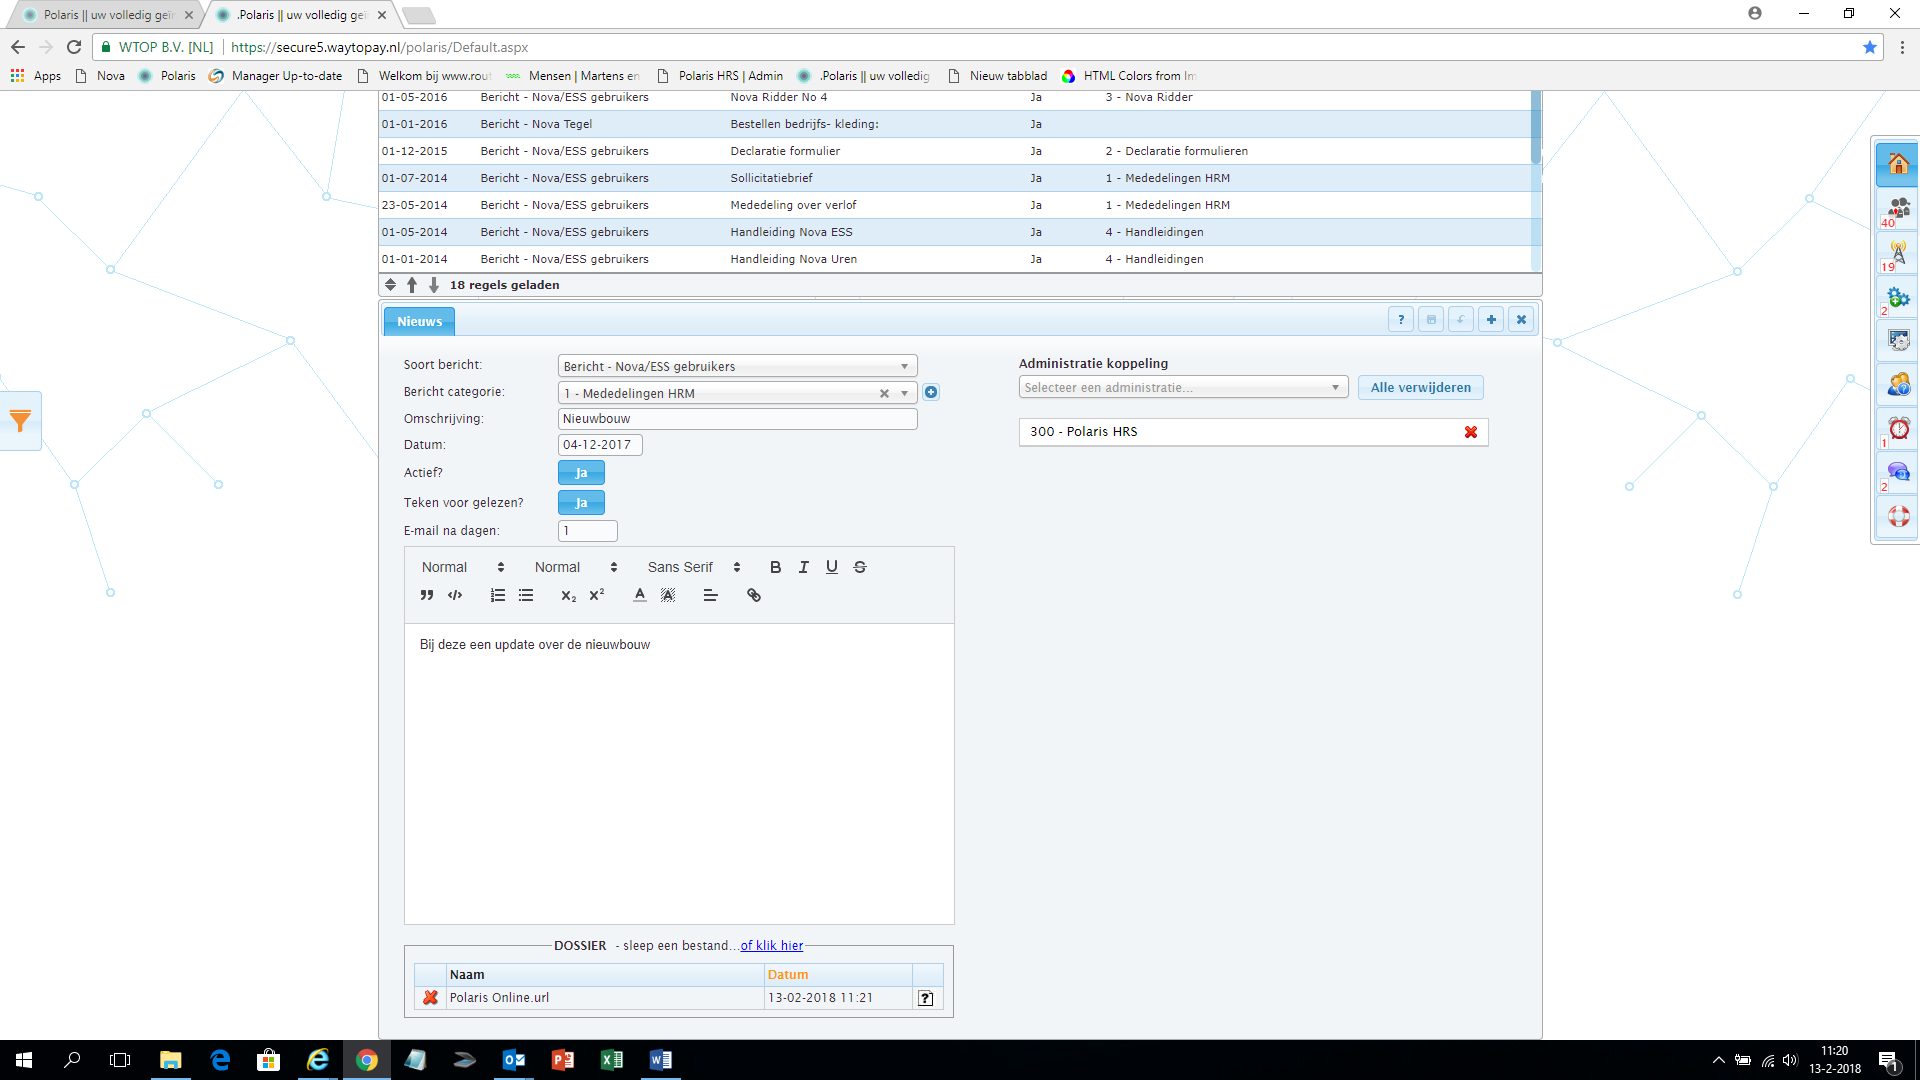 Polaris || uw volledig geïn
.Polaris || uw volledig geïn
WTOP B.V. [NL] https://secure5.waytopay.nl/polaris/Default.aspx
Apps Nova Polaris Manager Up-to-date Welkom bij www.rout Mensen | Martens en Polaris HRS | Admin .Polaris || uw volledig Nieuw tabblad HTML Colors from Im
01-05-2016 Bericht - Nova/ESS gebruikers Nova Ridder No 4 Ja 3 - Nova Ridder
01-01-2016 Bericht - Nova Tegel Bestellen bedrijfs- kleding: Ja
01-12-2015 Bericht - Nova/ESS gebruikers Declaratie formulier Ja 2 - Declaratie formulieren
01-07-2014 Bericht - Nova/ESS gebruikers Sollicitatiebrief Ja 1 - Mededelingen HRM
23-05-2014 Bericht - Nova/ESS gebruikers Mededeling over verlof Ja 1 - Mededelingen HRM
01-05-2014 Bericht - Nova/ESS gebruikers Handleiding Nova ESS Ja 4 - Handleidingen
01-01-2014 Bericht - Nova/ESS gebruikers Handleiding Nova Uren Ja 4 - Handleidingen
18 regels geladen
Nieuws
?
Soort bericht: Bericht - Nova/ESS gebruikers
Bericht categorie: 1 - Mededelingen HRM
Omschrijving: Nieuwbouw
Datum: 04-12-2017
Actief? Ja
Teken voor gelezen? Ja
E-mail na dagen: 1
Administratie koppeling
Selecteer een administratie... Alle verwijderen
300 - Polaris HRS
Normal Normal Sans Serif B I U S
X2 X2 A A
Bij deze een update over de nieuwbouw
DOSSIER - sleep een bestand...of klik hier
Naam Datum
Polaris Online.url 13-02-2018 11:21 ?
40
19
2
1
2
11:20
13-2-2018
1